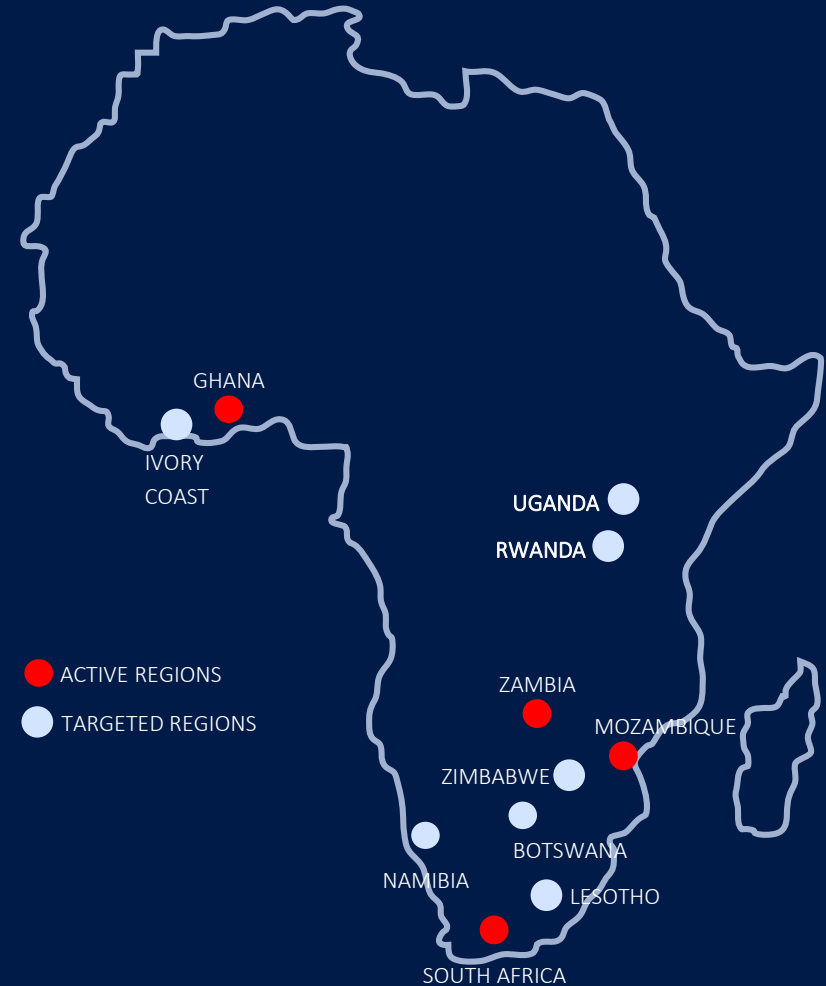 GHANA
IVORY
COAST
UGANDA
RWANDA
ACTIVE REGIONS
TARGETED REGIONS
ZAMBIA
MOZAMBIQUE
ZIMBABWE
BOTSWANA
NAMIBIA
LESOTHO
SOUTH AFRICA